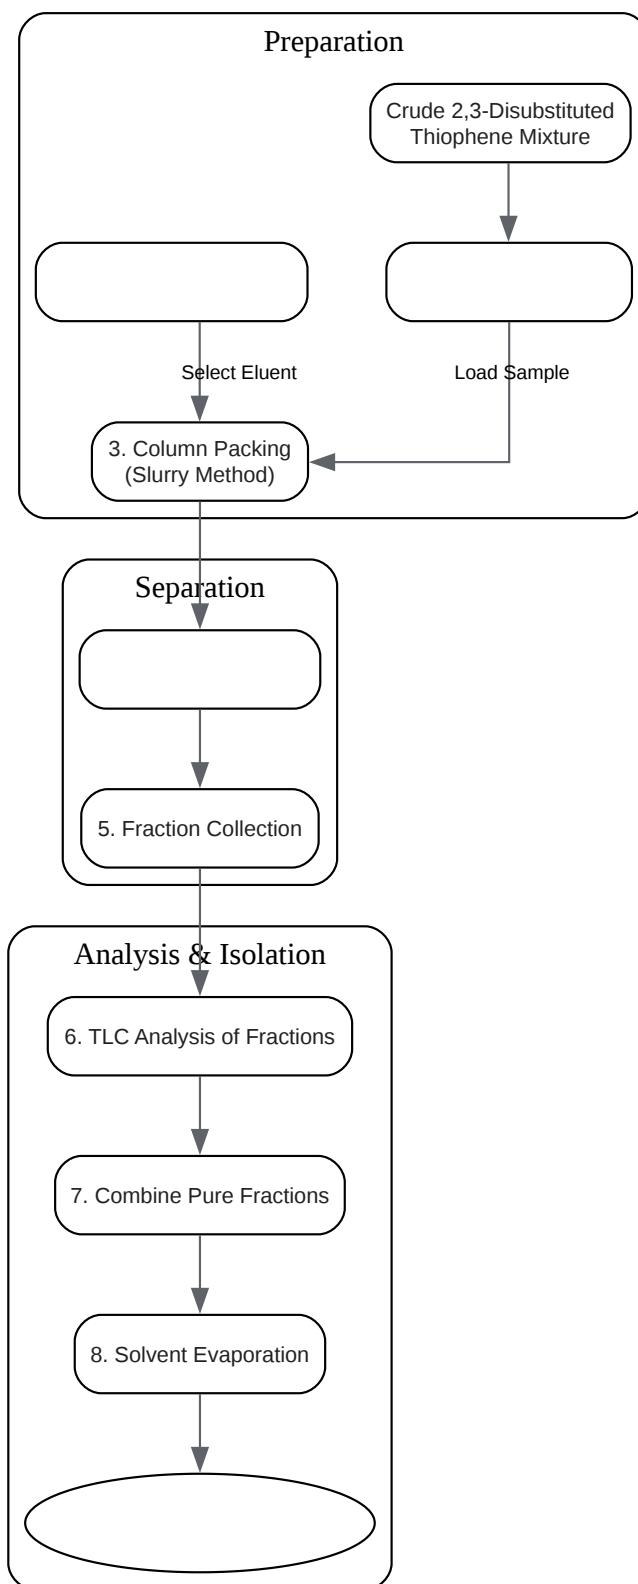 Preparation
Crude 2,3-Disubstituted
Thiophene Mixture
Select Eluent
Load Sample
3. Column Packing
(Slurry Method)
Separation
5. Fraction Collection
Analysis & Isolation
6. TLC Analysis of Fractions
7. Combine Pure Fractions
8. Solvent Evaporation